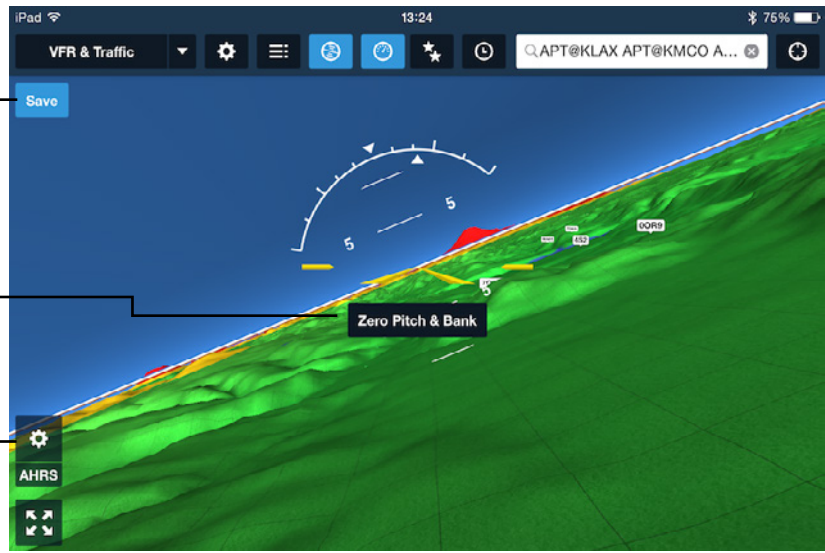 iPad 13:24 75%
VFR & Traffic APT@KLAX APT@KMCO A...
Save
5 5
0OR9
452
5
Zero Pitch & Bank
AHRS